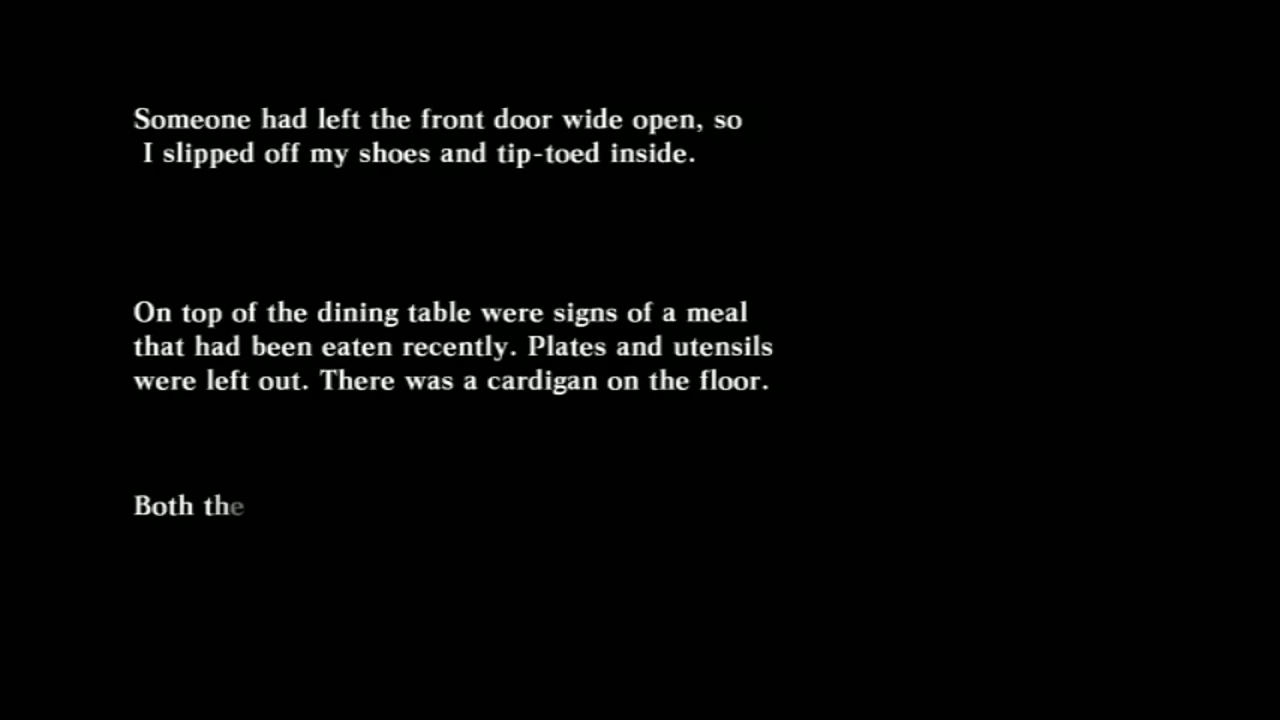 Someone had left the front door wide open, so
I slipped off my shoes and tip-toed inside.
On top of the dining table were signs of a meal
that had been eaten recently. Plates and utensils
were left out. There was a cardigan on the floor.
Both the